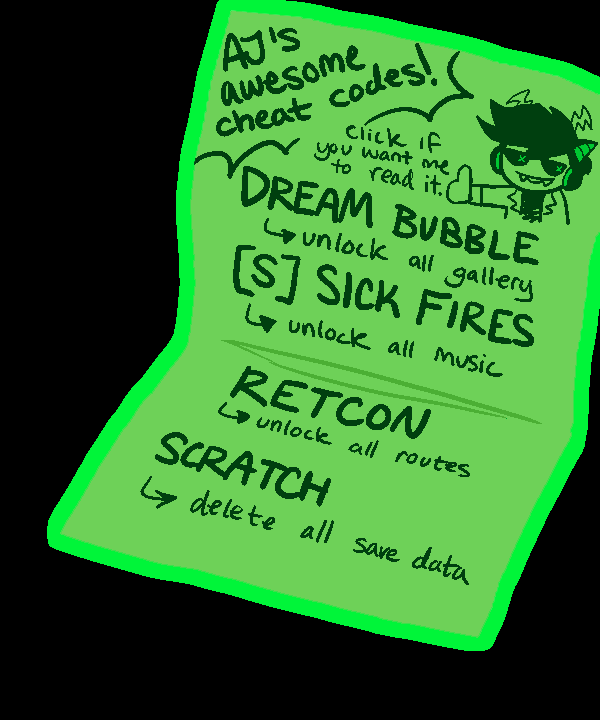 AJ's
awesome
cheat codes!
click if
you want me
to read it.
DREAM BUBBLE
unlock all gallery
[S] SICK FIRES
unlock all music
RETCON
unlock all routes
SCRATCH
delete all save data